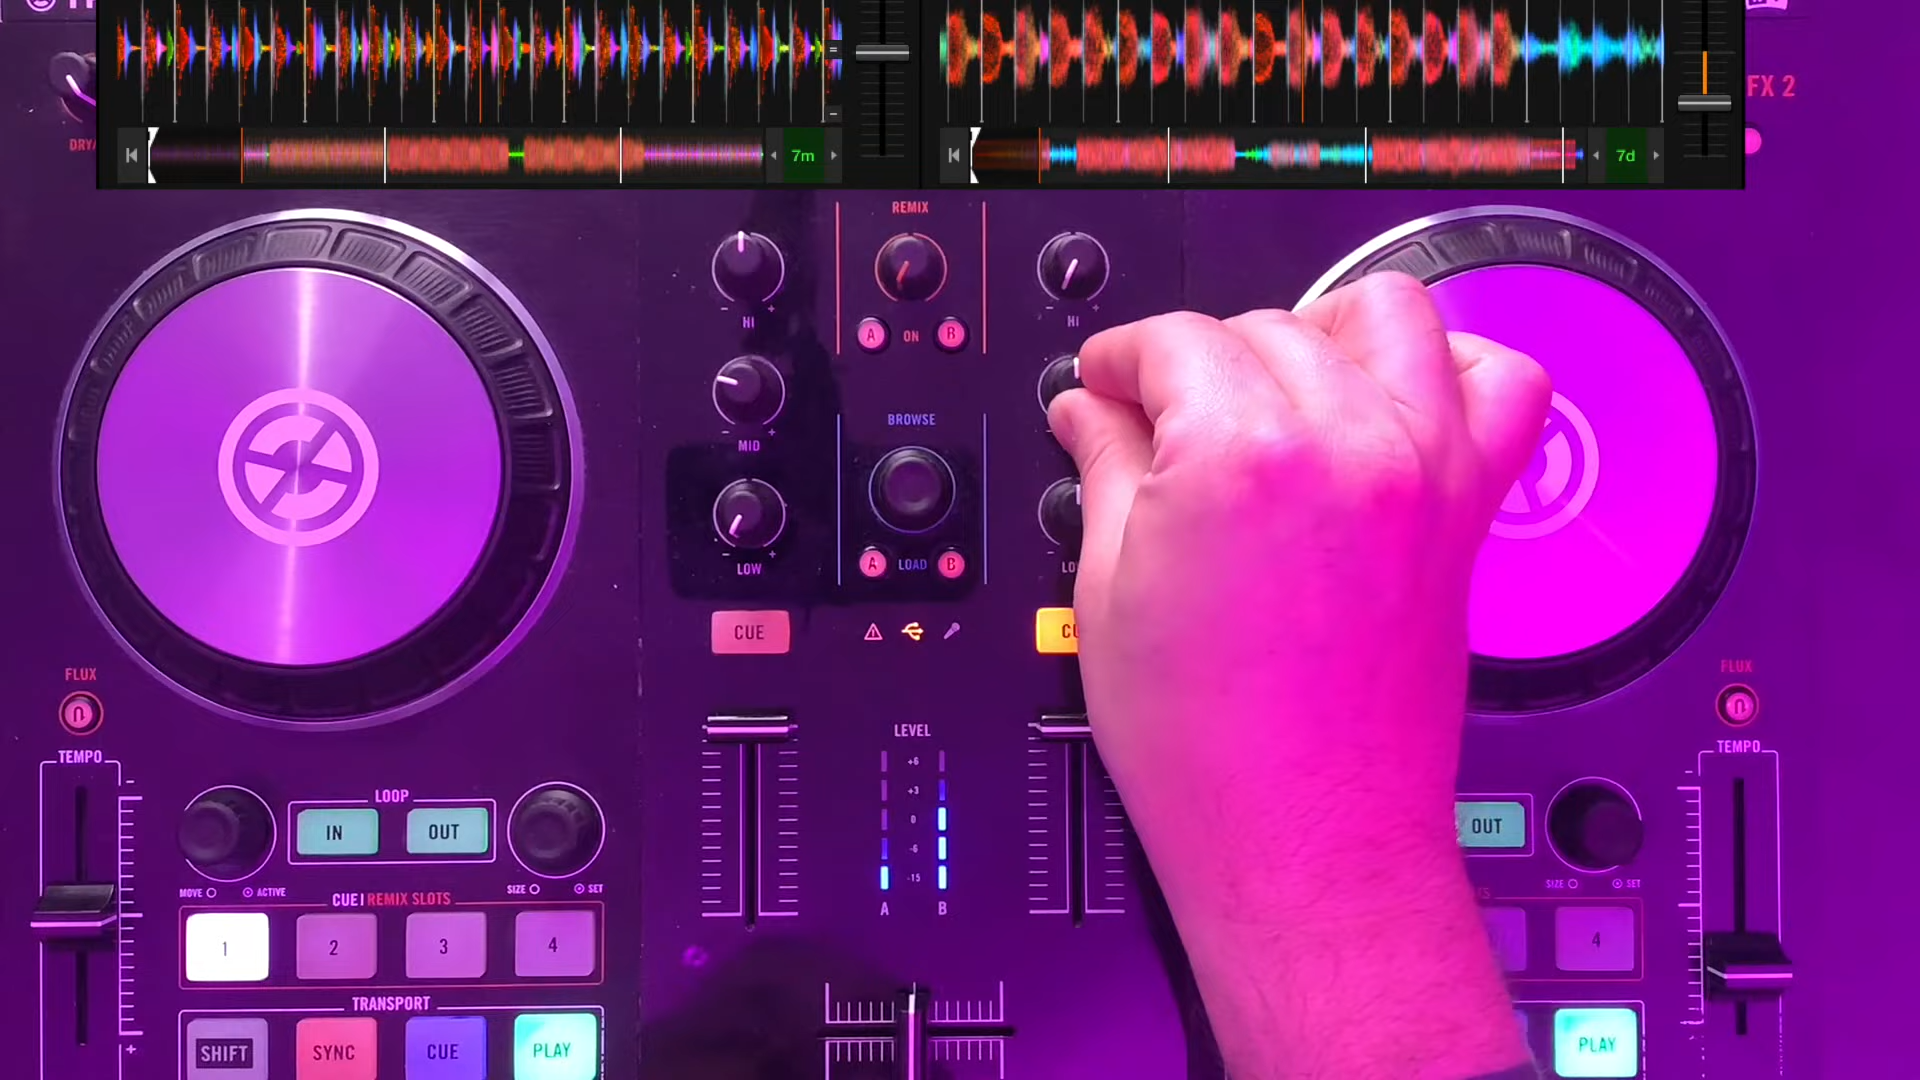 =
−
7m
7d
DRY
FX 2
REMIX
HI
A ON B
HI
MID
BROWSE
LOW
A LOAD B
LO
CUE
CU
FLUX
FLUX
TEMPO
TEMPO
LEVEL
+6
+3
0
-6
-15
A B
LOOP
IN OUT
OUT
MOVE ACTIVE
SIZE SET
SIZE SET
CUE | REMIX SLOTS
1 2 3 4
4
TRANSPORT
SHIFT SYNC CUE PLAY
PLAY